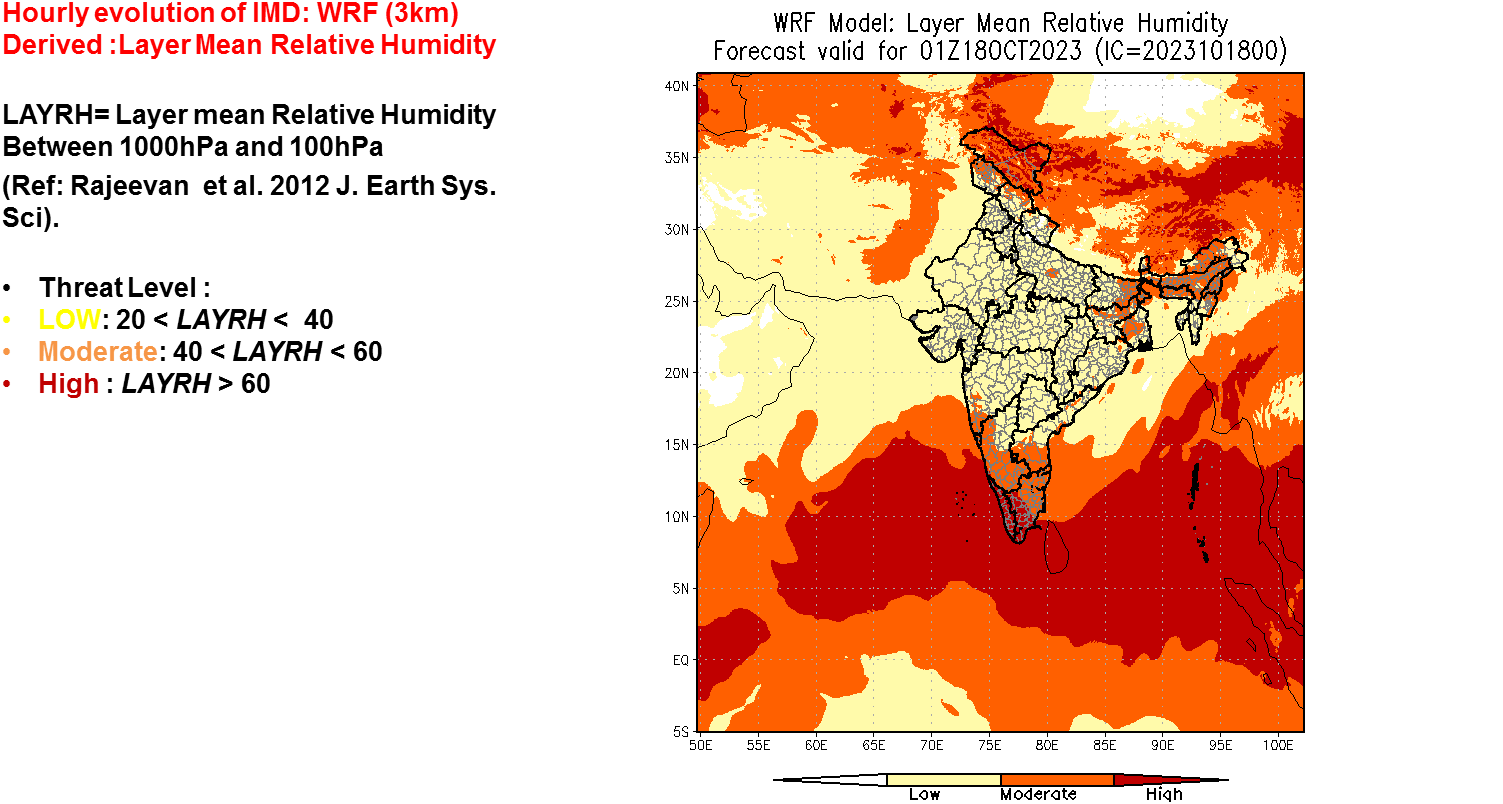 Hourly evolution of IMD: WRF (3km)
Derived :Layer Mean Relative Humidity
LAYRH= Layer mean Relative Humidity
Between 1000hPa and 100hPa
(Ref: Rajeevan et al. 2012 J. Earth Sys.
Sci).
• Threat Level :
• LOW: 20 < LAYRH < 40
• Moderate: 40 < LAYRH < 60
• High : LAYRH > 60
WRF Model: Layer Mean Relative Humidity
Forecast valid for 01Z18OCT2023 (IC=2023101800)
40N
35N
30N
25N
20N
15N
10N
5N
EQ
5S
50E 55E 60E 65E 70E 75E 80E 85E 90E 95E 100E
Low Moderate High